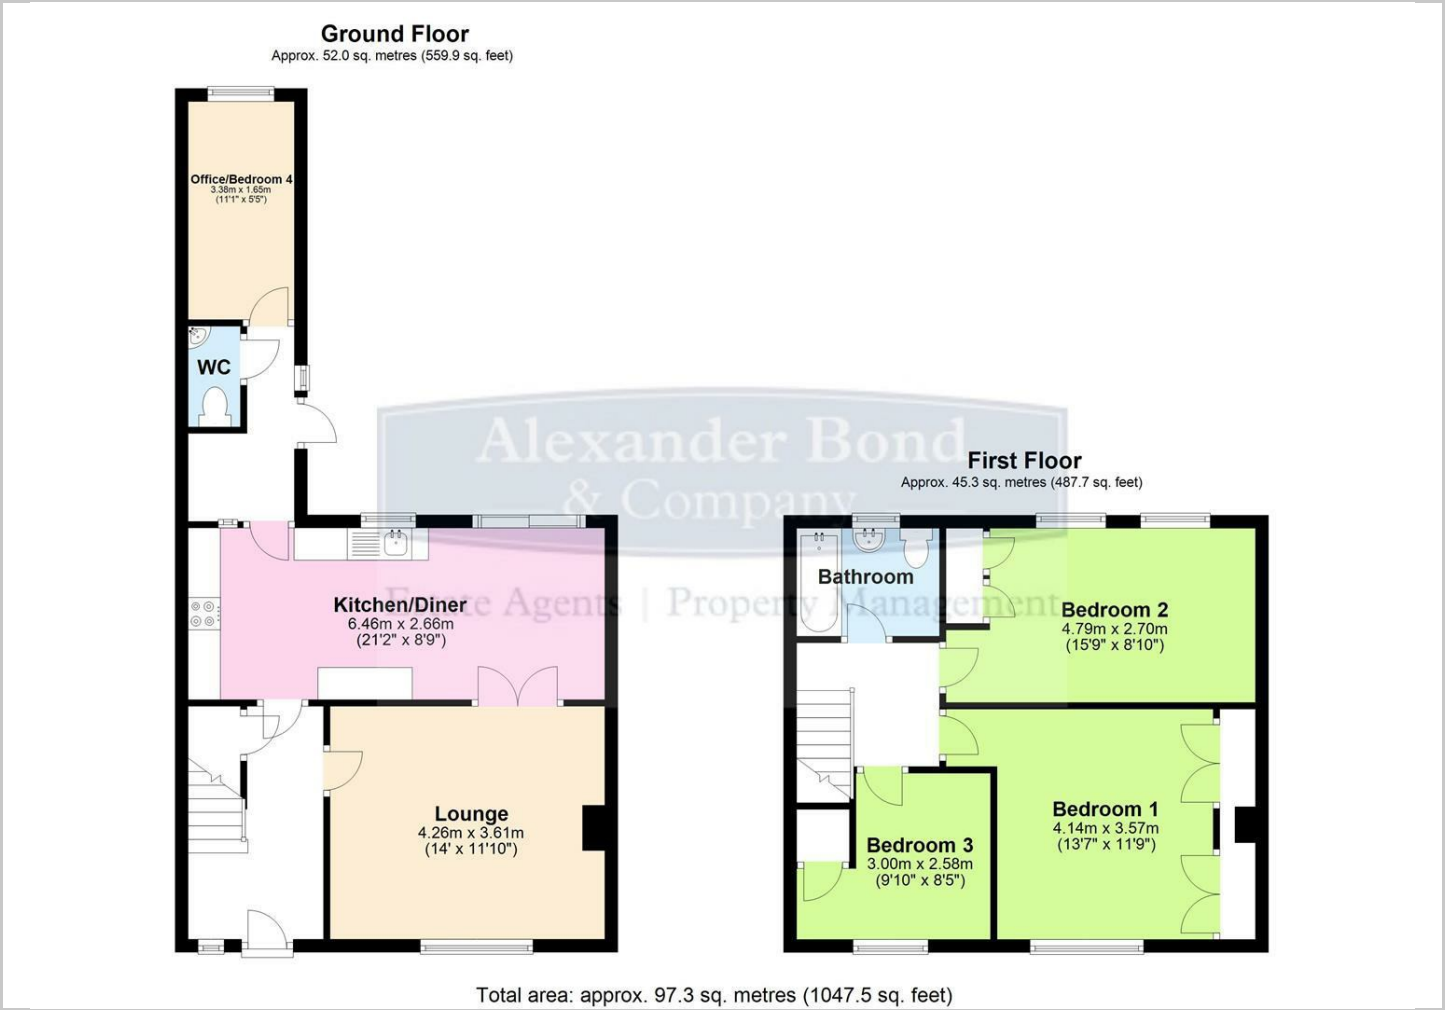 Ground Floor
Approx. 52.0 sq. metres (559.9 sq. feet)
Office/Bedroom 4
3.38m x 1.65m
(11'1" x 5'5")
WC
Alexander Bond
& Company
Estate Agents | Property Management
Kitchen/Diner
6.46m x 2.66m
(21'2" x 8'9")
Lounge
4.26m x 3.61m
(14' x 11'10")
First Floor
Approx. 45.3 sq. metres (487.7 sq. feet)
Bathroom
Bedroom 2
4.79m x 2.70m
(15'9" x 8'10")
Bedroom 1
4.14m x 3.57m
(13'7" x 11'9")
Bedroom 3
3.00m x 2.58m
(9'10" x 8'5")
Total area: approx. 97.3 sq. metres (1047.5 sq. feet)